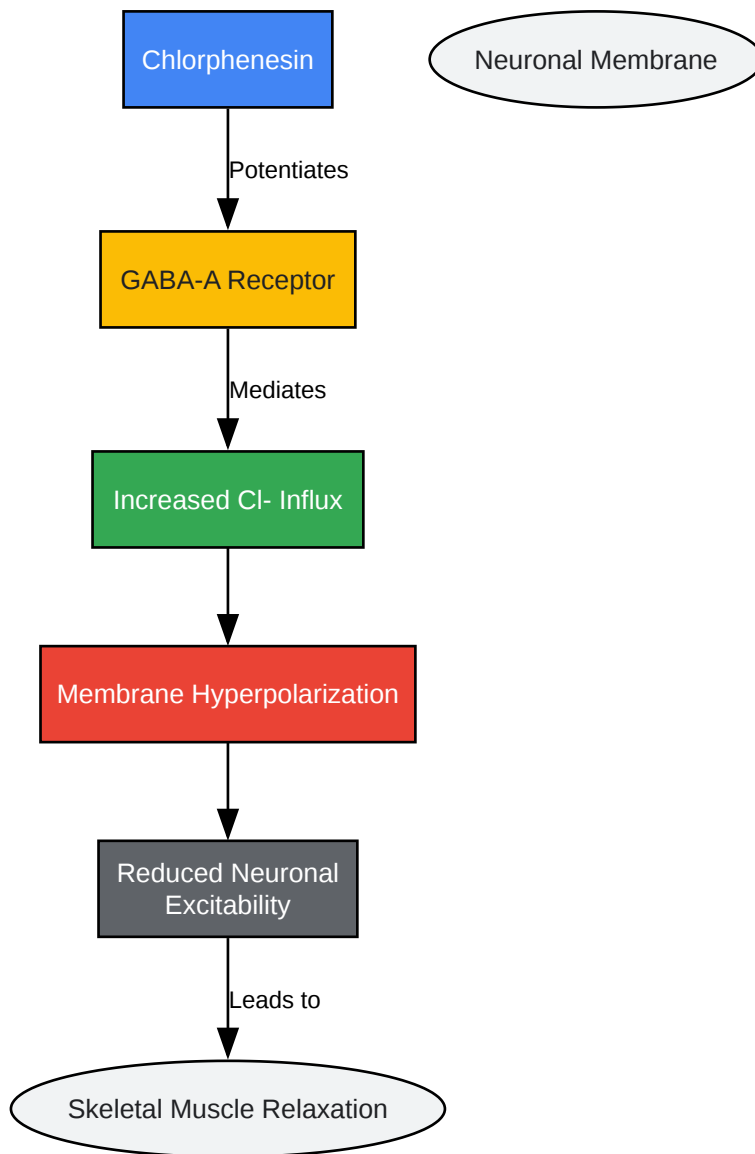 Chlorphenesin
Neuronal Membrane
Potentiates
GABA-A Receptor
Mediates
Increased Cl- Influx
Membrane Hyperpolarization
Reduced Neuronal
Excitability
Leads to
Skeletal Muscle Relaxation